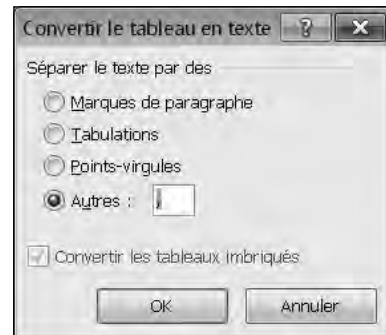 Convertir le tableau en texte ?
Séparer le texte par des
Marques de paragraphe
Tabulations
Points-virgules
Autres :
Convertir les tableaux imbriqués
OK Annuler